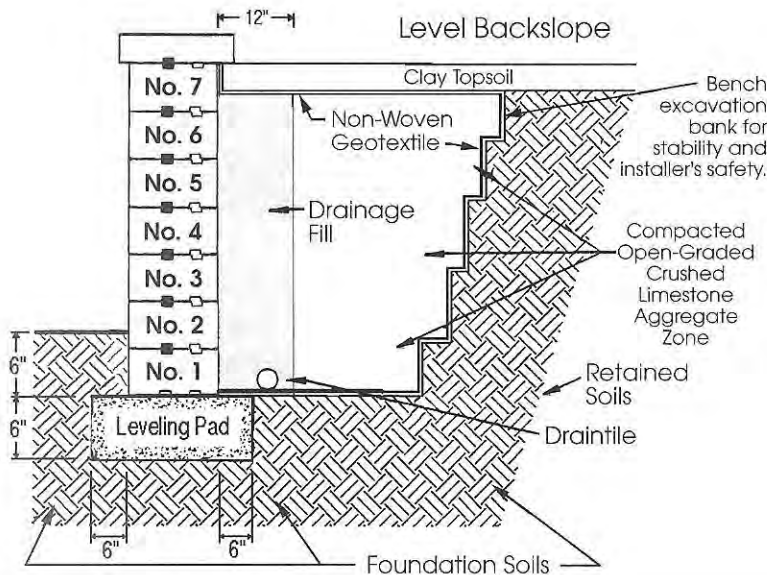 12"
Level Backslope
Clay Topsoil
No. 7
No. 6
No. 5
No. 4
No. 3
No. 2
No. 1
Non-Woven
Geotextile
Bench
excavation
bank for
stability and
installer's safety.
Drainage
Fill
Compacted
Open-Graded
Crushed
Limestone
Aggregate
Zone
6"
6"
Retained
Soils
Leveling Pad
Draintile
6"
6"
Foundation Soils